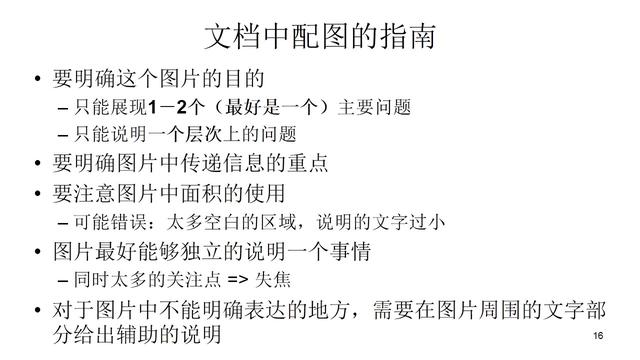 文档中配图的指南
• 要明确这个图片的目的
– 只能展现1－2个（最好是一个）主要问题
– 只能说明一个层次上的问题
• 要明确图片中传递信息的重点
• 要注意图片中面积的使用
– 可能错误：太多空白的区域，说明的文字过小
• 图片最好能够独立的说明一个事情
– 同时太多的关注点 => 失焦
• 对于图片中不能明确表达的地方，需要在图片周围的文字部
分给出辅助的说明
16